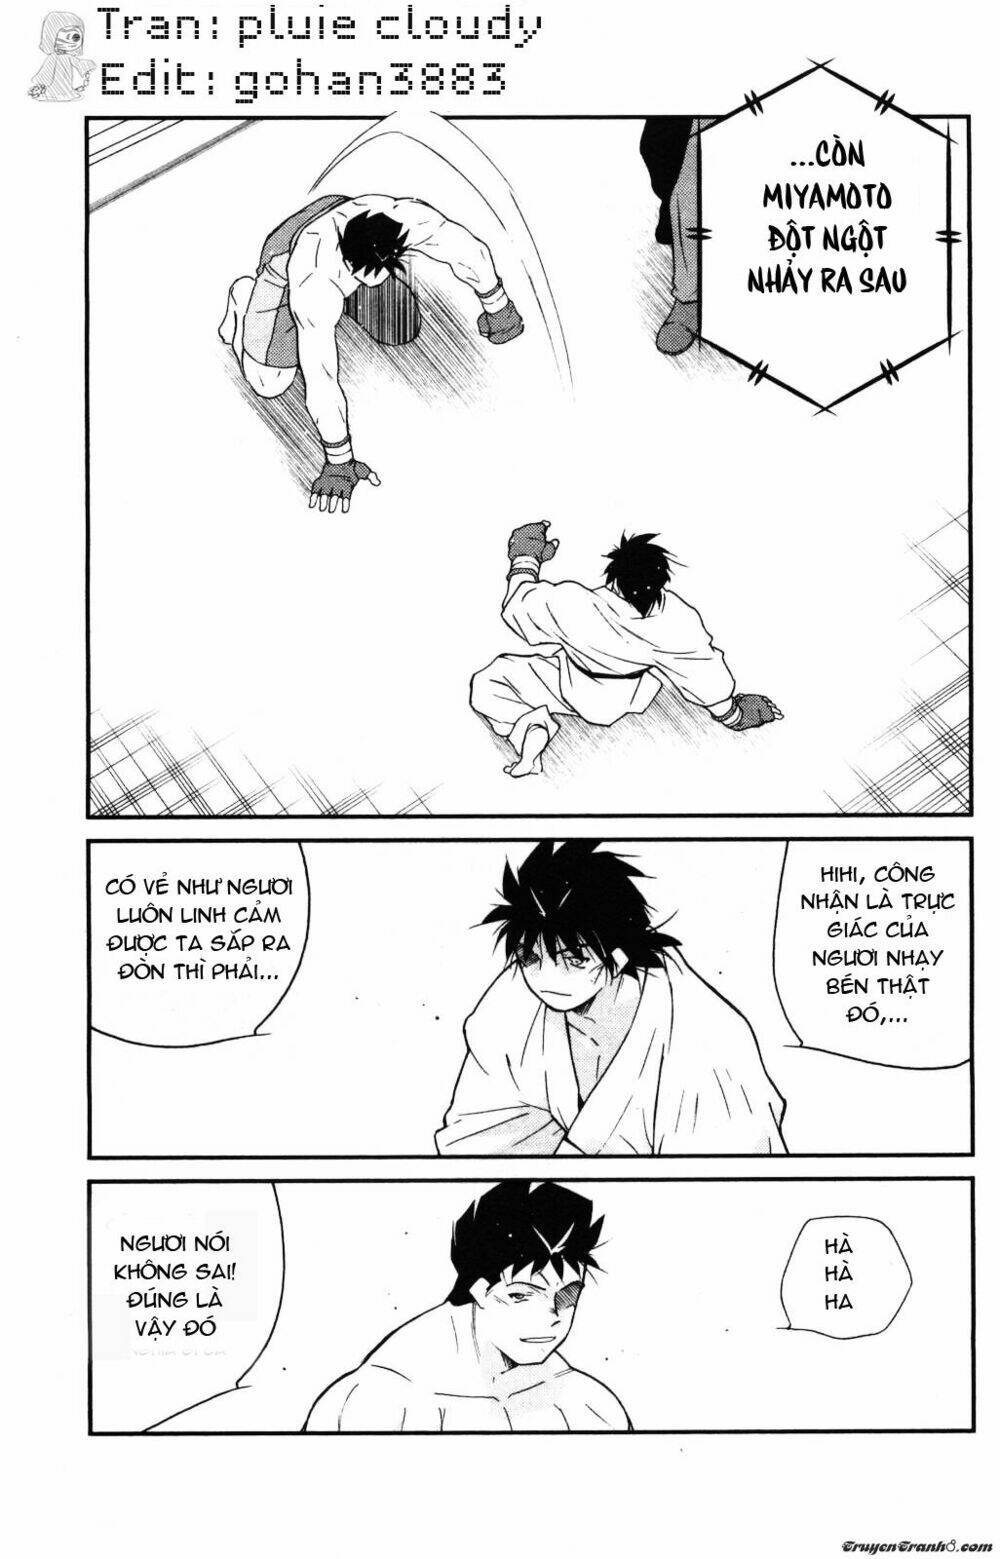 Tran: pluie cloudy
Edit: gohan3883
...CÒN
MIYAMOTO
ĐỘT NGỘT
NHẢY RA SAU
HIHI, CÔNG
NHẬN LÀ TRỰC
GIÁC CỦA
NGƯƠI NHẠY
BÉN THẬT
ĐÓ,...
CÓ VẺ NHƯ NGƯƠI
LUÔN LINH CẢM
ĐƯỢC TA SẮP RA
ĐÒN THÌ PHẢI...
HÀ
HÀ
HA
NGƯƠI NÓI
KHÔNG SAI!
ĐÚNG LÀ
VẬY ĐÓ
TruyenTranh8.com